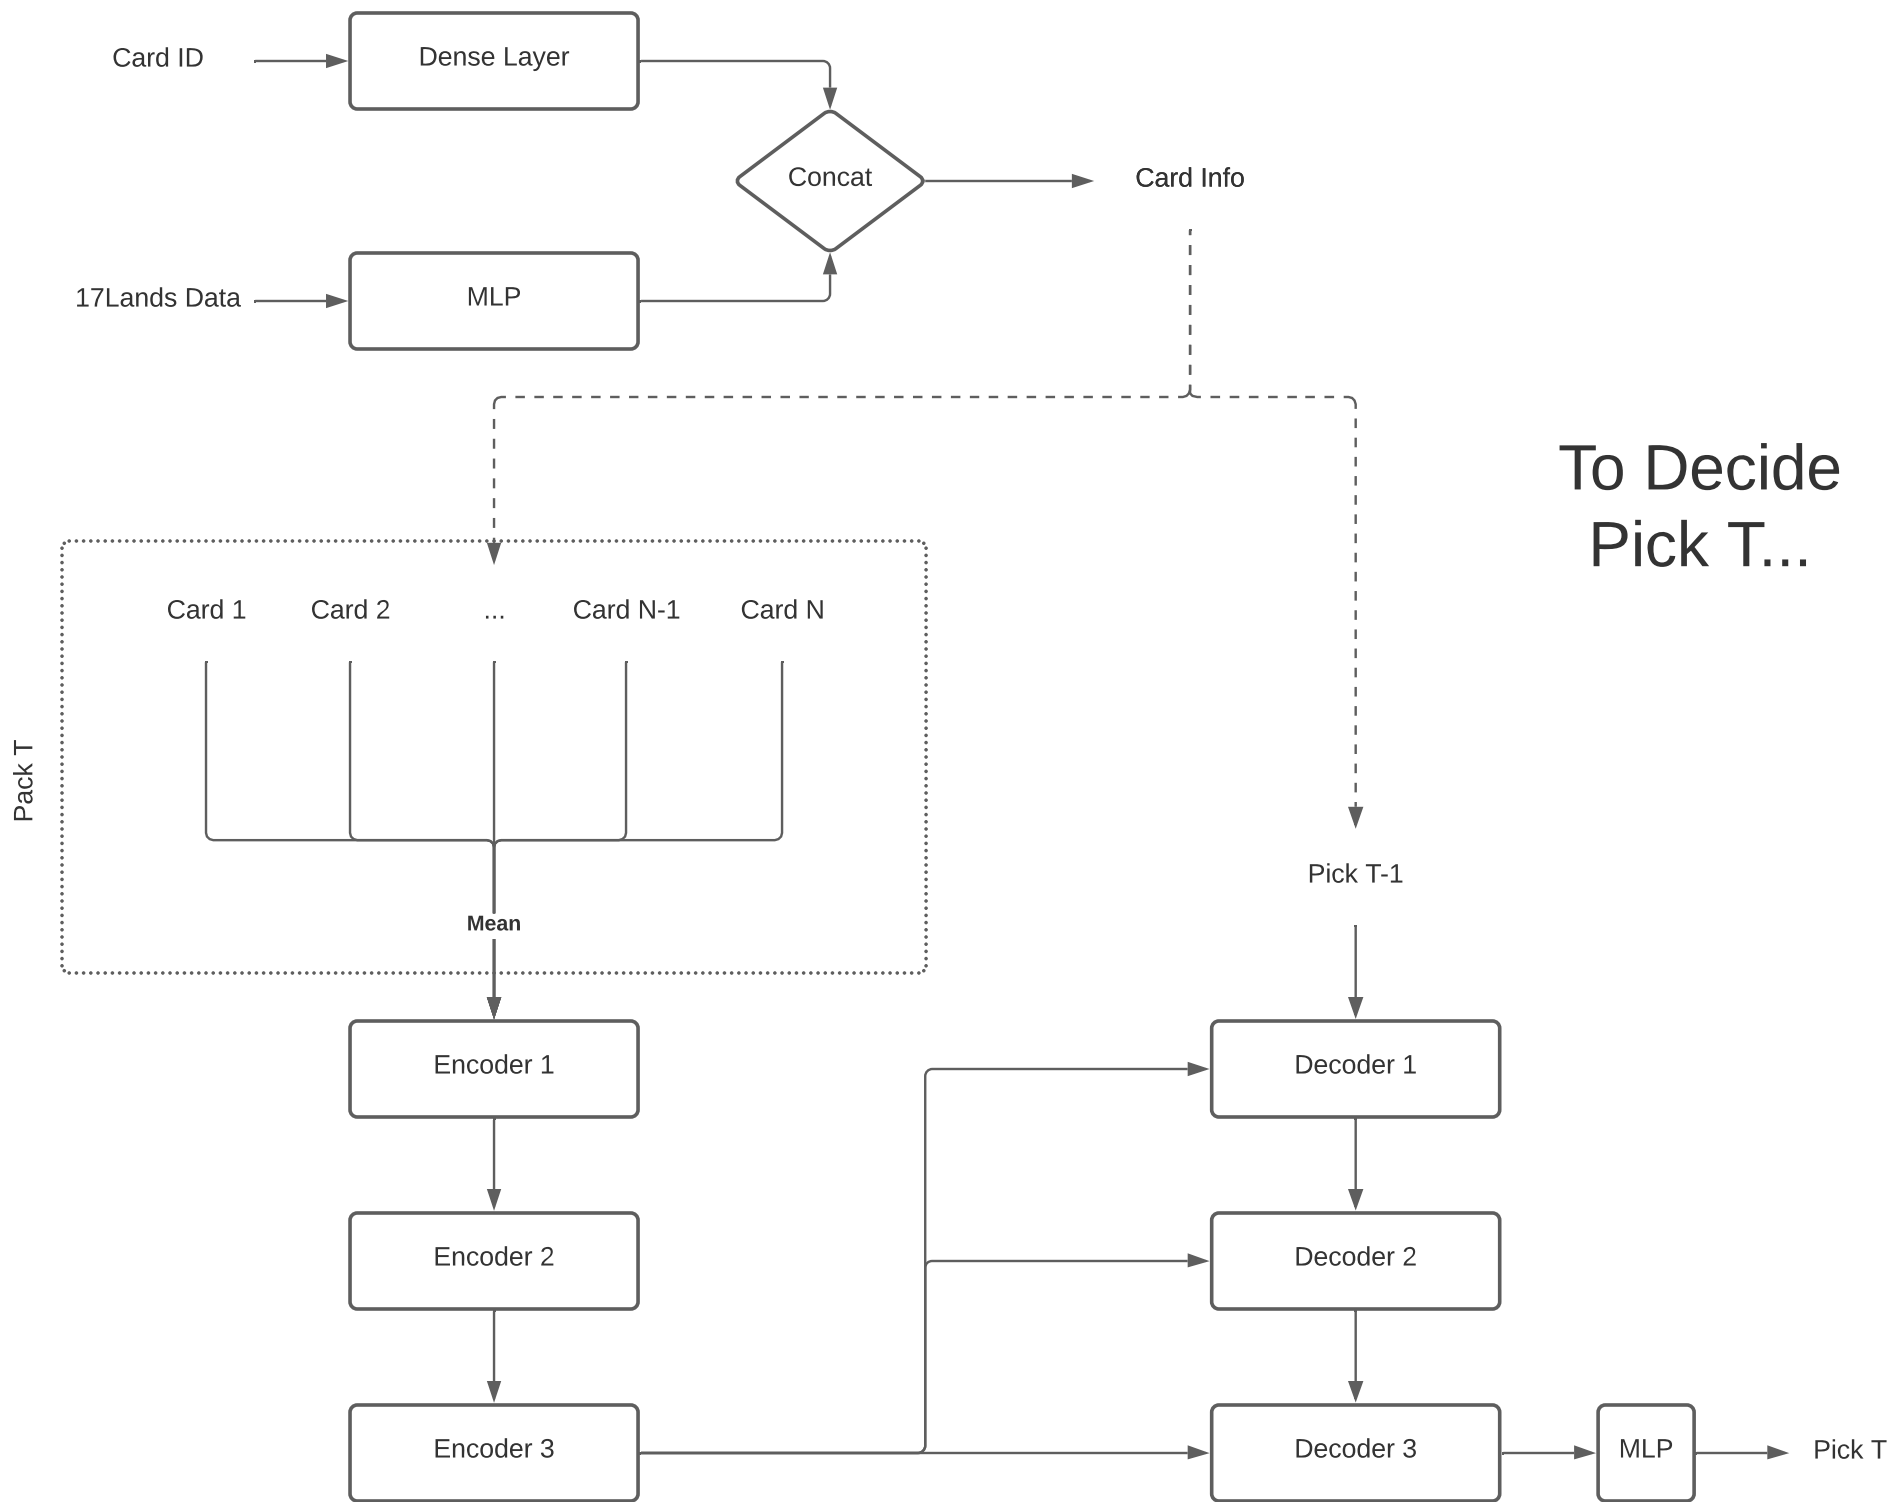 Card ID
Dense Layer
Concat
Card Info
17Lands Data
MLP
To Decide
Pick T...
Card 1
Card 2
...
Card N-1
Card N
Pack T
Mean
Pick T-1
Encoder 1
Decoder 1
Encoder 2
Decoder 2
Encoder 3
Decoder 3
MLP
Pick T